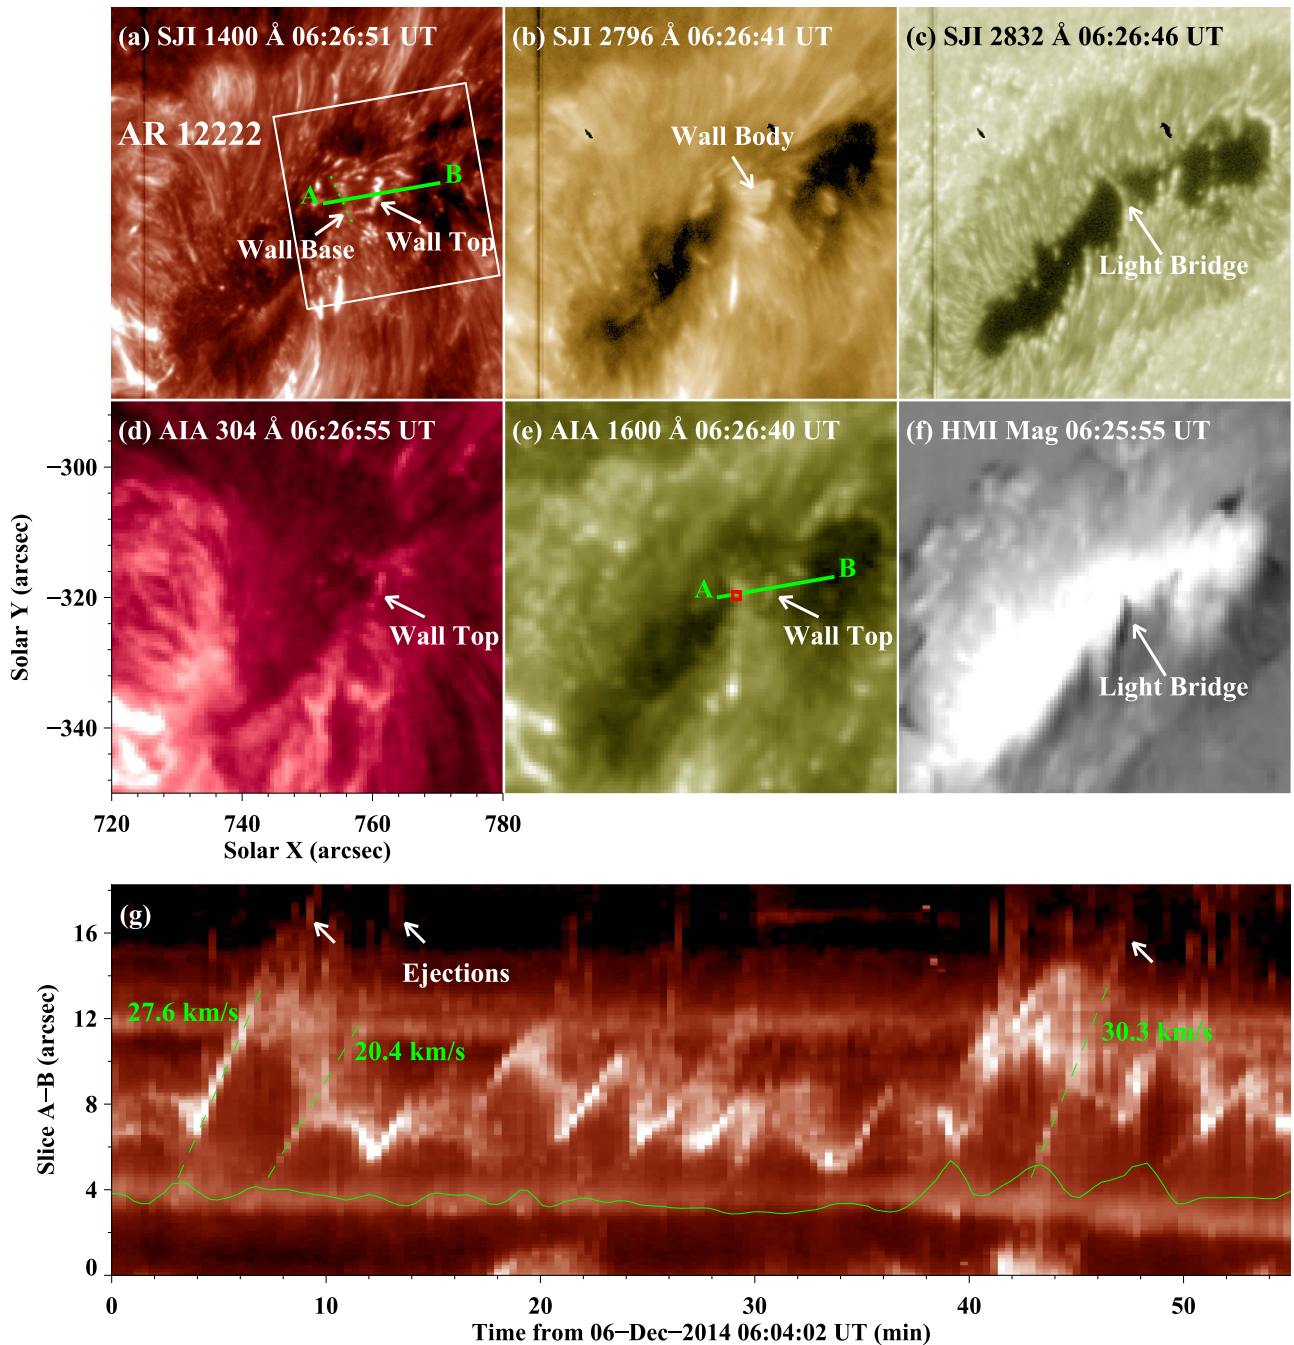 (a) SJI 1400 Å 06:26:51 UT
AR 12222
A
B
Wall Base
Wall Top
(b) SJI 2796 Å 06:26:41 UT
Wall Body
(c) SJI 2832 Å 06:26:46 UT
Light Bridge
(d) AIA 304 Å 06:26:55 UT
Wall Top
−300
−320
−340
Solar Y (arcsec)
720
740
760
780
Solar X (arcsec)
(e) AIA 1600 Å 06:26:40 UT
A
B
Wall Top
(f) HMI Mag 06:25:55 UT
Light Bridge
(g)
Ejections
27.6 km/s
20.4 km/s
30.3 km/s
16
12
8
4
0
Slice A−B (arcsec)
0
10
20
30
40
50
Time from 06−Dec−2014 06:04:02 UT (min)